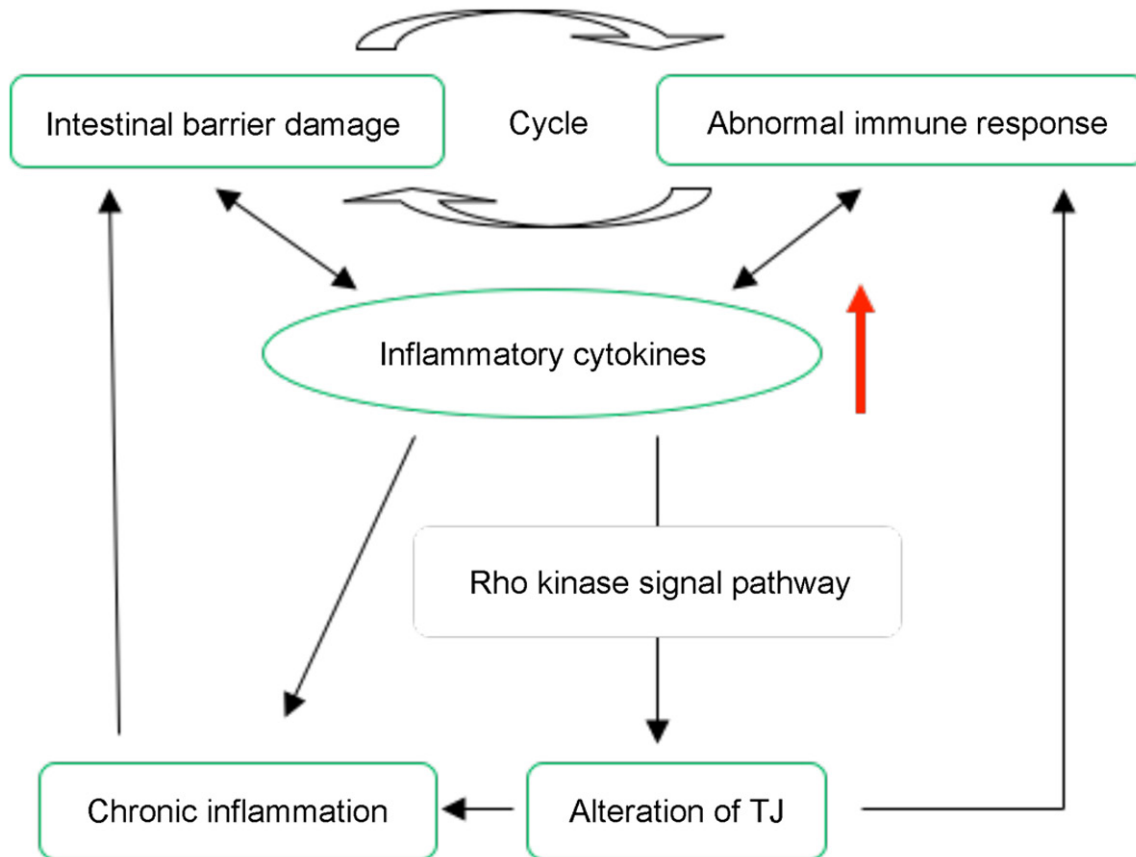 Intestinal barrier damage
Cycle
Abnormal immune response
Inflammatory cytokines
Rho kinase signal pathway
Chronic inflammation
Alteration of TJ